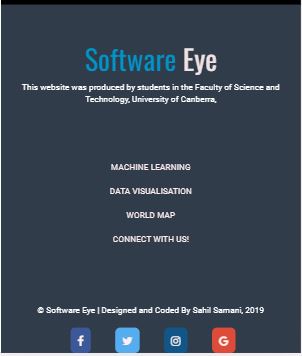 Software Eye
This website was produced by students in the Faculty of Science and
Technology, University of Canberra,
MACHINE LEARNING
DATA VISUALISATION
WORLD MAP
CONNECT WITH US!
© Software Eye | Designed and Coded By Sahil Samani, 2019
f
G